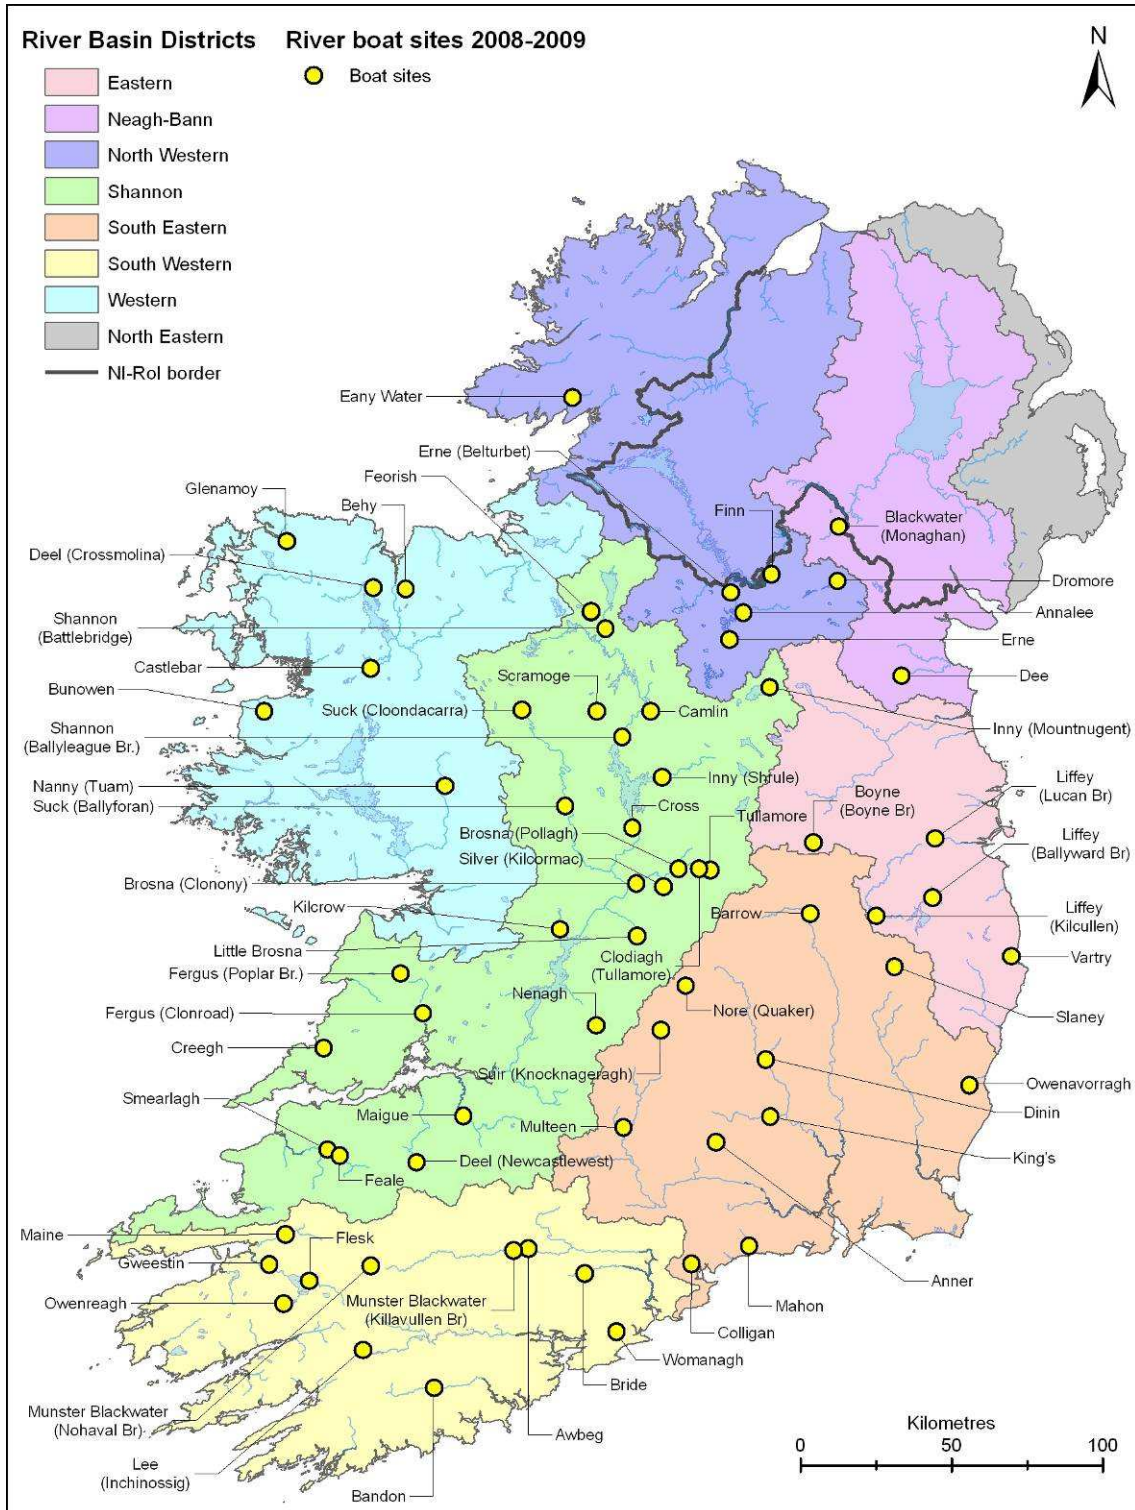 River Basin Districts
River boat sites 2008-2009
Eastern
Neagh-Bann
North Western
Shannon
South Eastern
South Western
Western
North Eastern
NI-RoI border
Boat sites
N
Eany Water
Erne (Belturbet)
Feorish
Glenamoy
Behy
Finn
Blackwater
(Monaghan)
Deel (Crossmolina)
Dromore
Shannon
(Battlebridge)
Annalee
Erne
Castlebar
Scramoge
Dee
Bunowen
Suck (Cloondacarra)
Camlin
Inny (Mountnugent)
Shannon
(Ballyleague Br.)
Nanny (Tuam)
Inny (Shrule)
Liffey
(Lucan Br)
Suck (Ballyforan)
Cross
Boyne
(Boyne Br)
Tullamore
Brosna (Pollagh)
Liffey
(Ballyward Br)
Silver (Kilcormac)
Brosna (Clonony)
Kilcrow
Barrow
Liffey
(Kilcullen)
Little Brosna
Clodiagh
(Tullamore)
Vartry
Fergus (Poplar Br.)
Nenagh
Nore (Quaker)
Slaney
Fergus (Clonroad)
Creegh
Suir (Knocknageragh)
Owenavorragh
Smearlagh
Maigue
Multeen
Dinin
Deel (Newcastlewest)
King's
Feale
Maine
Flesk
Gweestin
Anner
Owenreagh
Munster Blackwater
(Killavullen Br)
Mahon
Colligan
Womanagh
Bride
Munster Blackwater
(Nohaval Br)
Awbeg
Lee
(Inchinossig)
Bandon
Kilometres
0 50 100